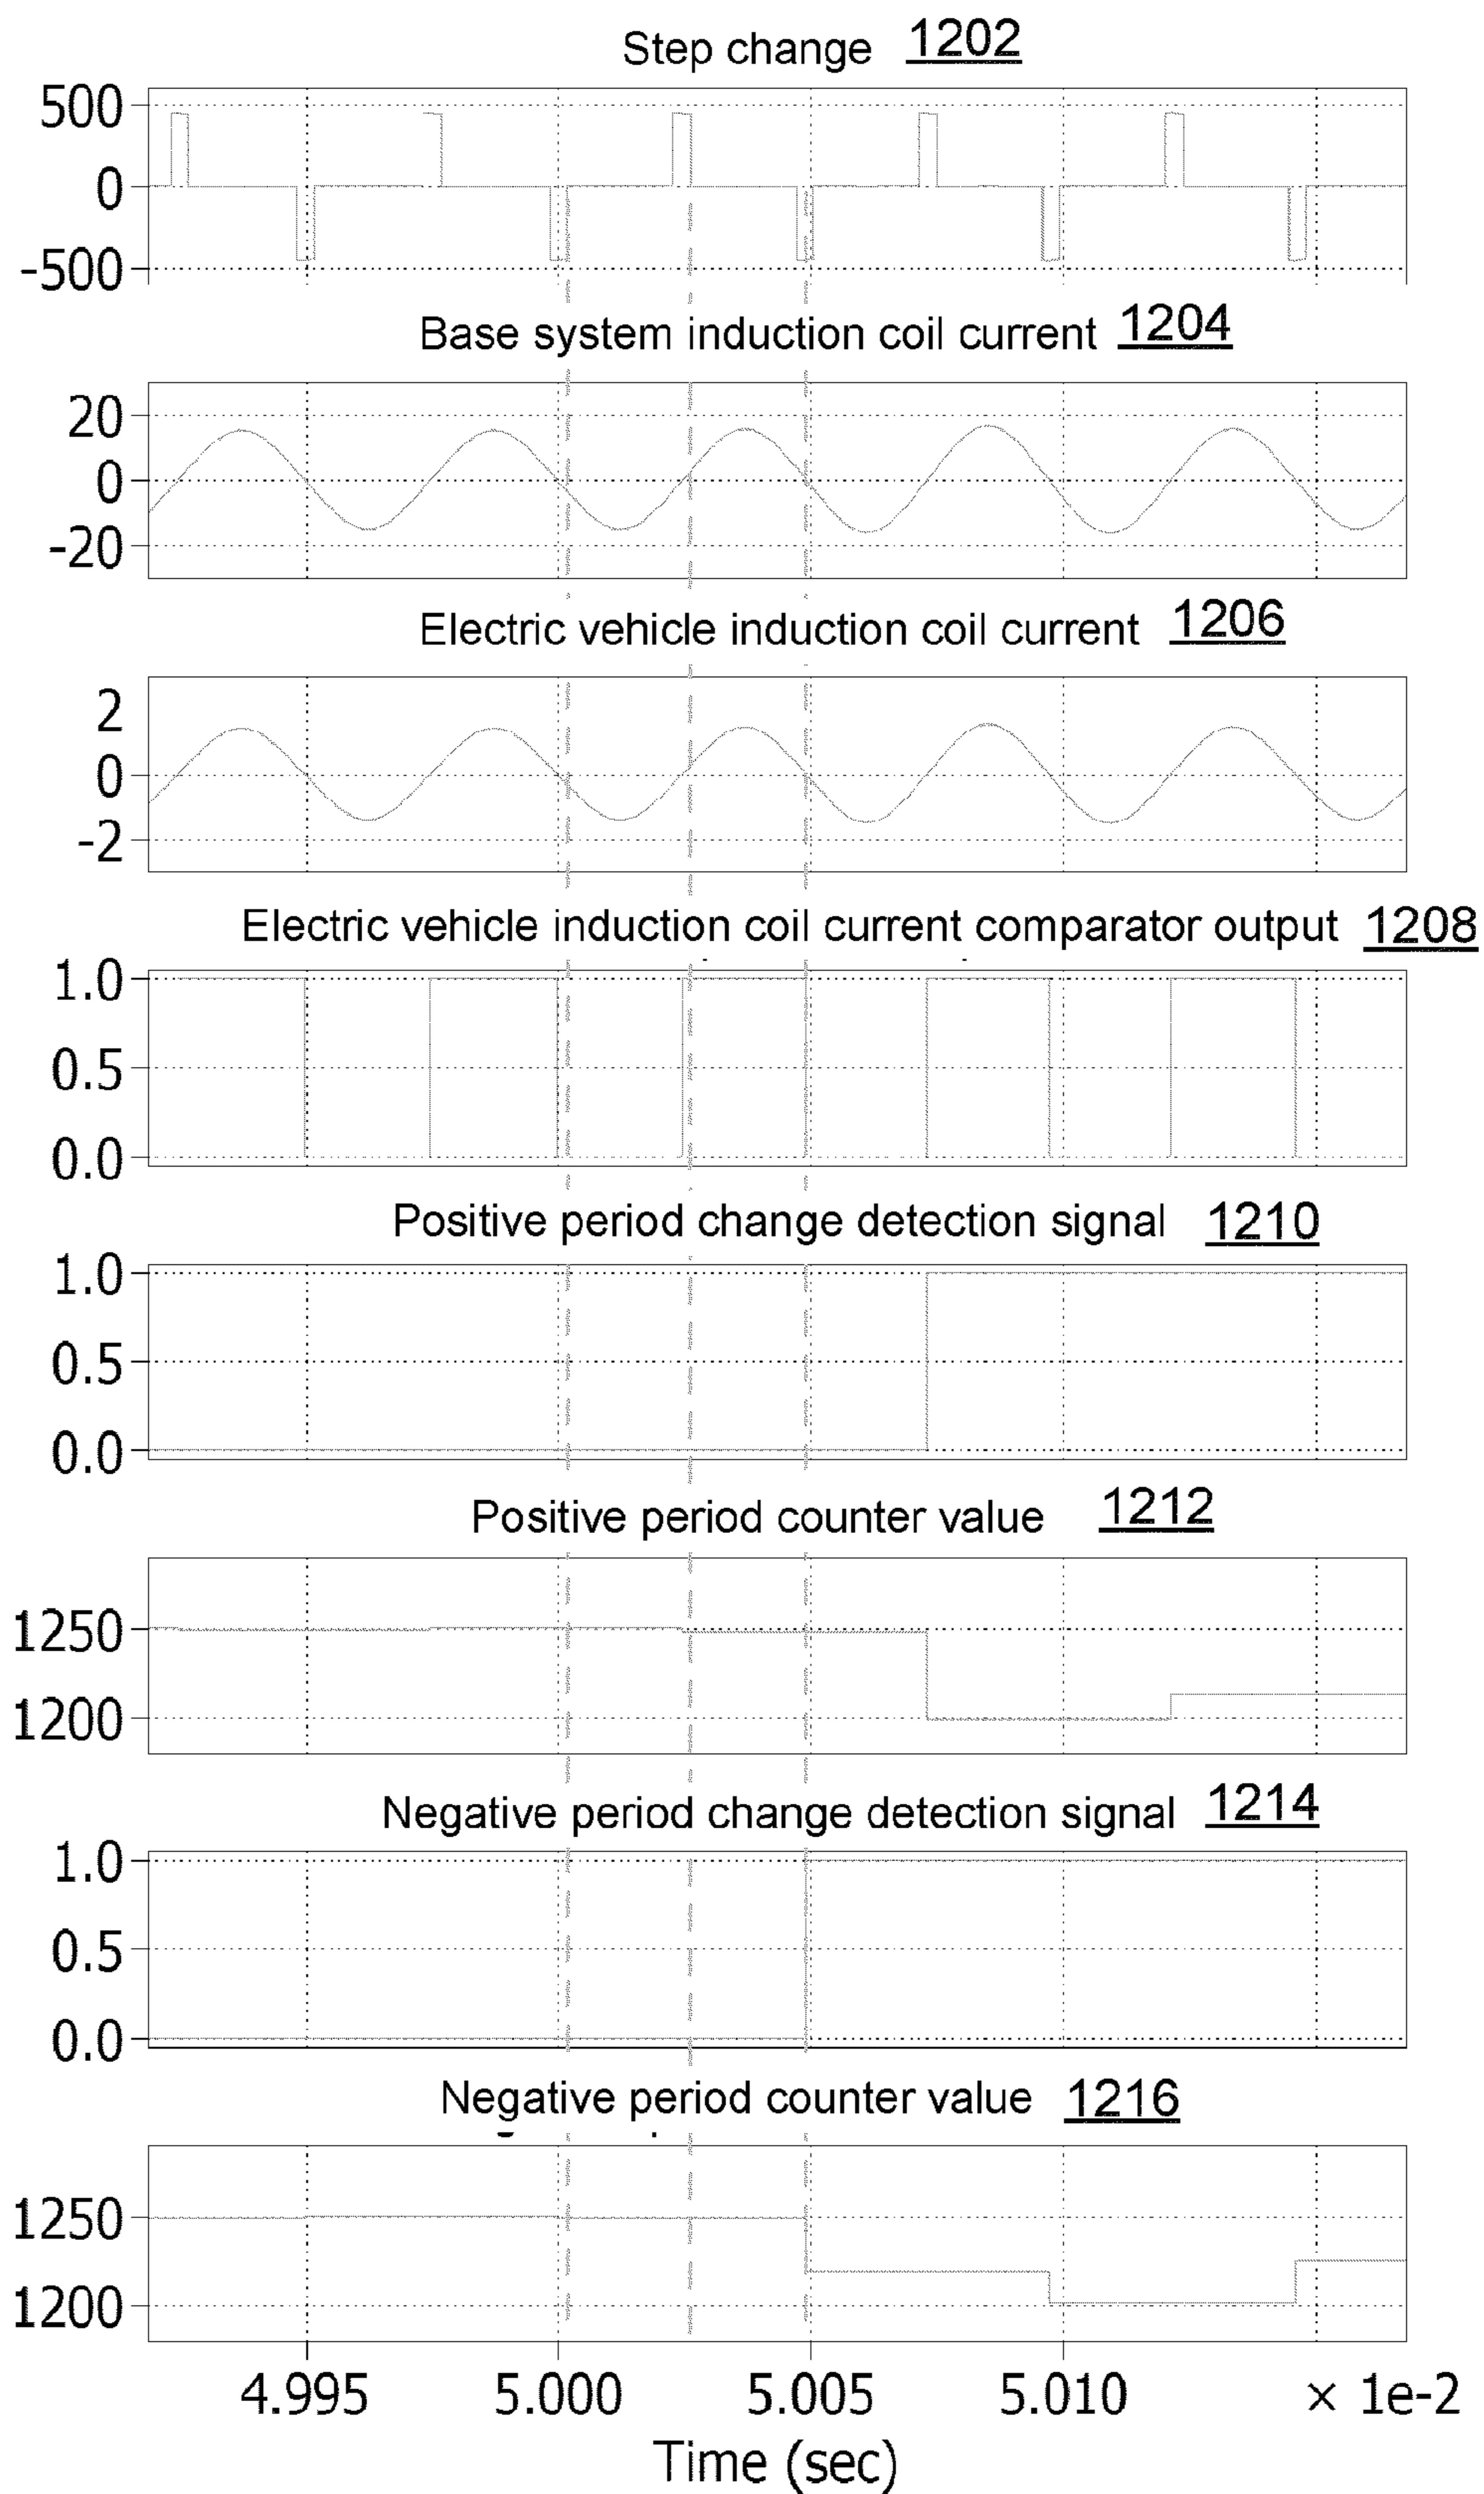 Step change 1202
500
0
-500
Base system induction coil current 1204
20
0
-20
Electric vehicle induction coil current 1206
2
0
-2
Electric vehicle induction coil current comparator output 1208
1.0
0.5
0.0
Positive period change detection signal 1210
1.0
0.5
0.0
Positive period counter value 1212
1250
1200
Negative period change detection signal 1214
1.0
0.5
0.0
Negative period counter value 1216
1250
1200
4.995 5.000 5.005 5.010 × 1e-2
Time (sec)